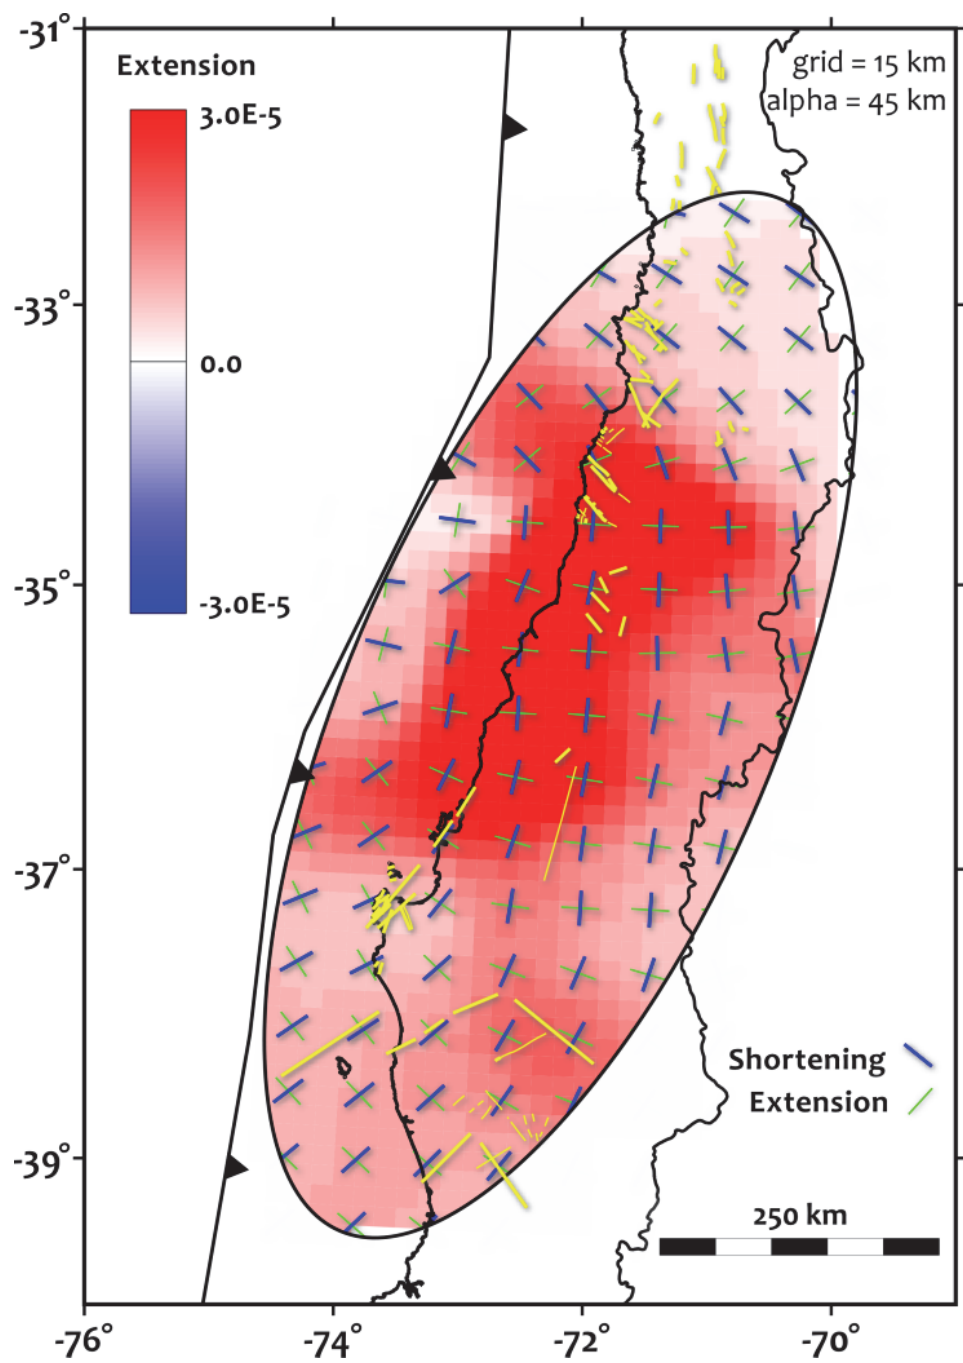 -31°
Extension
grid = 15 km
alpha = 45 km
3.0E-5
-33°
0.0
-35°
-3.0E-5
-37°
Shortening
Extension
-39°
250 km
-76°
-74°
-72°
-70°